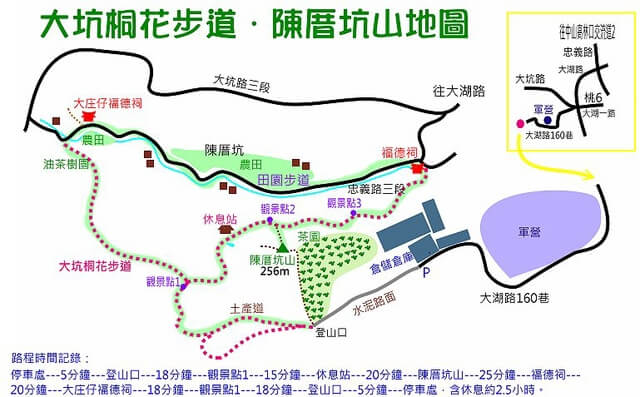 大坑桐花步道．陳厝坑山地圖
往中山高林口交流道2
忠義路
大湖路
大坑路
桃6
軍營
大湖一路
大湖路160巷
大坑路三段
往大湖路
大庄仔福德祠
農田
陳厝坑
農田
福德祠
油茶樹園
田園步道
忠義路三段
觀景點2
觀景點3
休息站
茶園
陳厝坑山
256m
倉儲倉庫
軍營
P
大坑桐花步道
觀景點1
土產道
水泥路面
大湖路160巷
登山口
路程時間記錄：
停車處---5分鐘---登山口---18分鐘---觀景點1---15分鐘---休息站---20分鐘---陳厝坑山---25分鐘---福德祠---
20分鐘---大庄仔福德祠---18分鐘---觀景點1---18分鐘---登山口---5分鐘---停車處，含休息約2.5小時。